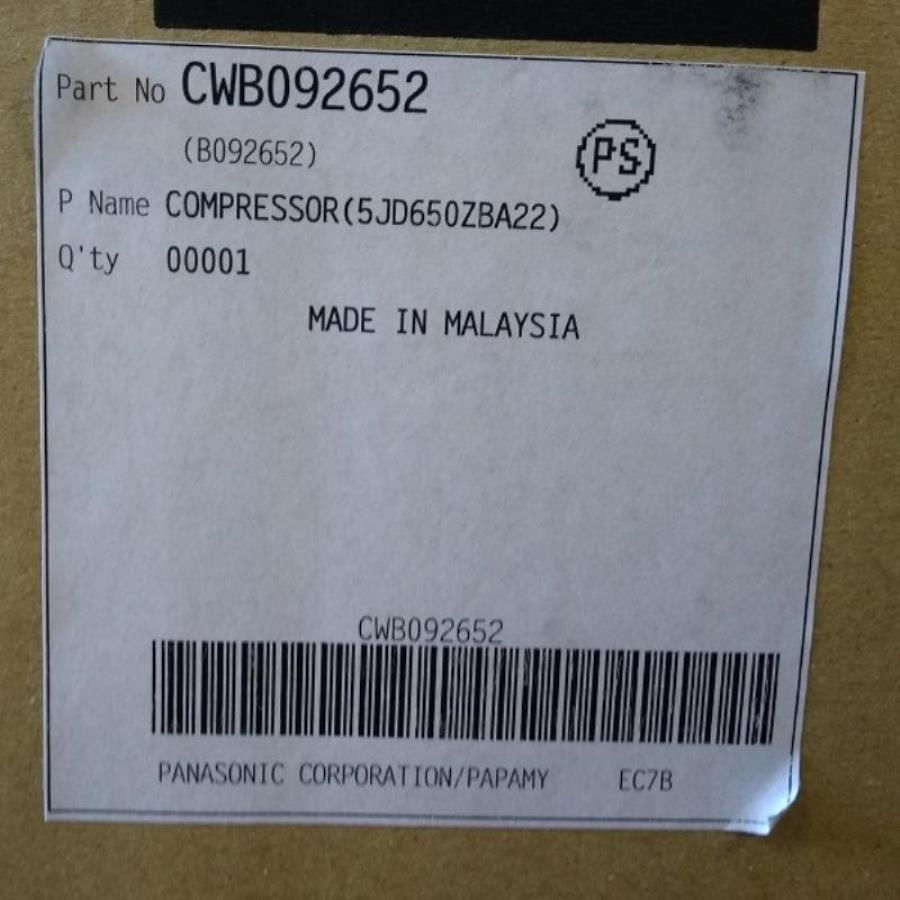 Part No CWB092652
(B092652)
PS
P Name COMPRESSOR(5JD650ZBA22)
Q'ty 00001
MADE IN MALAYSIA
CWB092652
PANASONIC CORPORATION/PAPAMY EC7B